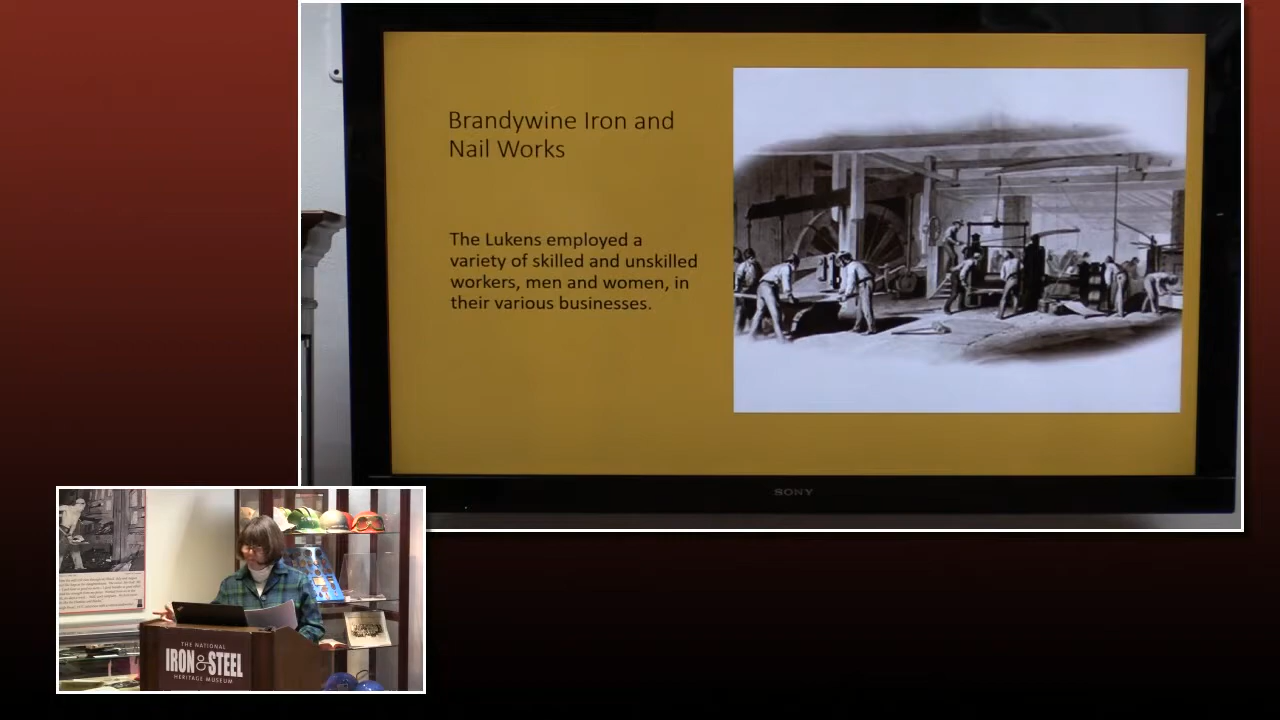 Brandywine Iron and
Nail Works
The Lukens employed a
variety of skilled and unskilled
workers, men and women, in
their various businesses.
SONY
THE NATIONAL
IRON & STEEL
HERITAGE MUSEUM